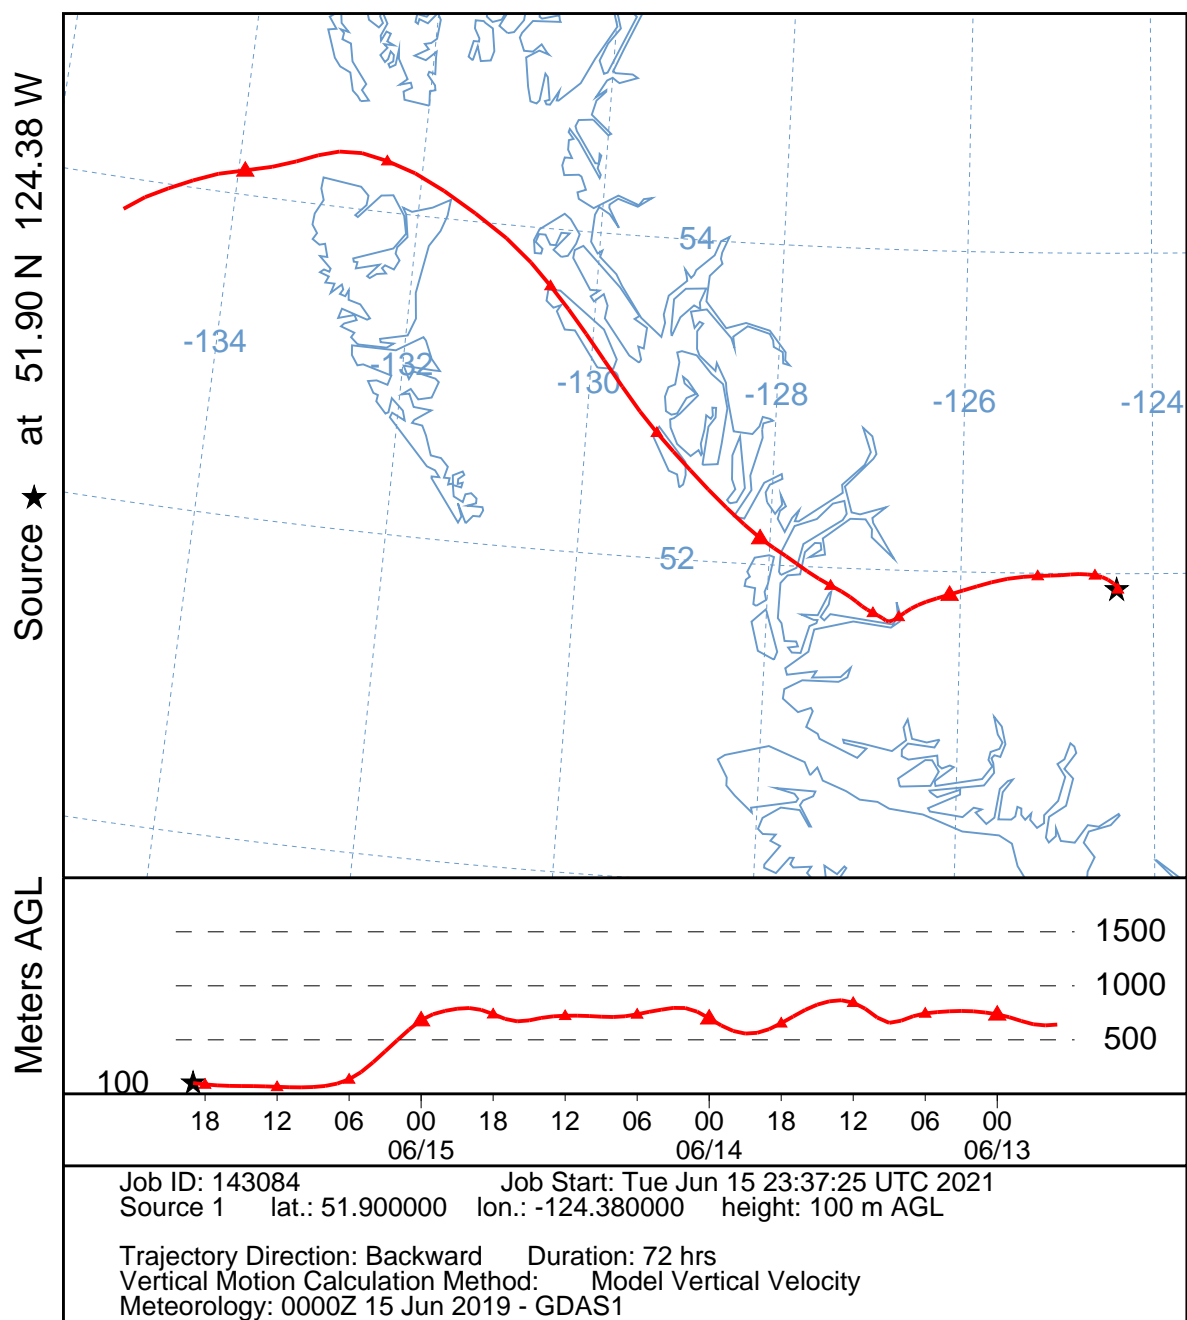 Source ★ at 51.90 N 124.38 W
54
-134
-132
-130
-128
-126
-124
52
Meters AGL
1500
1000
500
100
18 12 06 00 18 12 06 00 18 12 06 00
06/15 06/14 06/13
Job ID: 143084 Job Start: Tue Jun 15 23:37:25 UTC 2021
Source 1 lat.: 51.900000 lon.: -124.380000 height: 100 m AGL
Trajectory Direction: Backward Duration: 72 hrs
Vertical Motion Calculation Method: Model Vertical Velocity
Meteorology: 0000Z 15 Jun 2019 - GDAS1